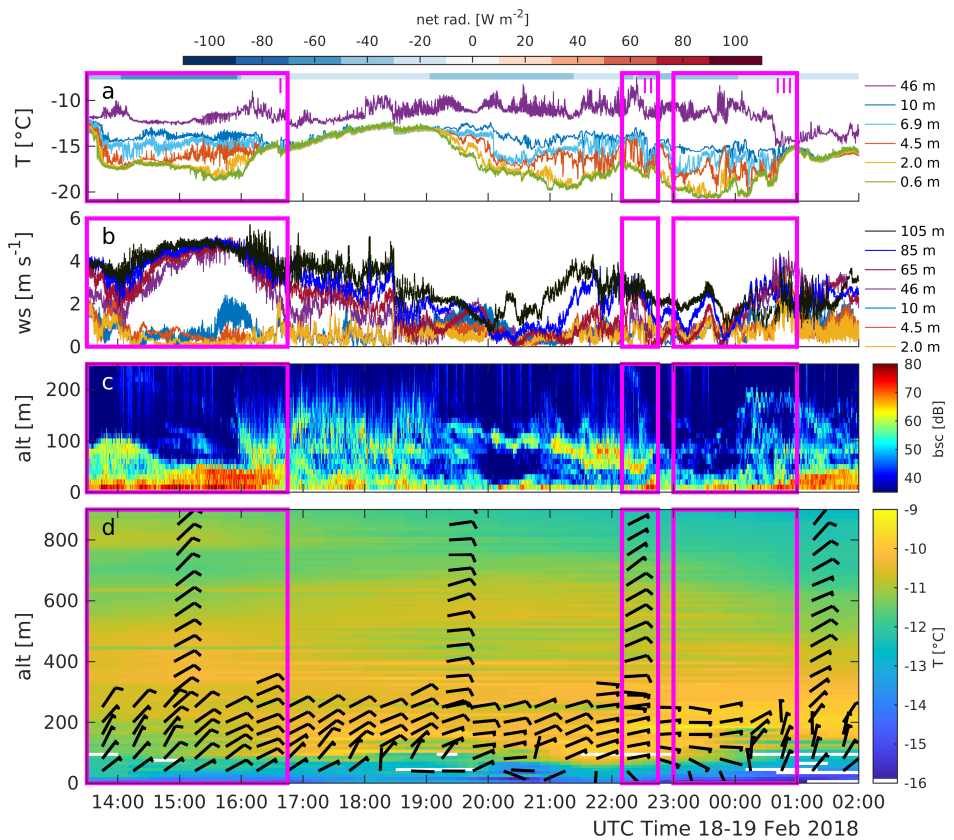 net rad. [W m⁻²]
-100 -80 -60 -40 -20 0 20 40 60 80 100
a
I
II
III
T [°C]
-10
-15
-20
46 m
10 m
6.9 m
4.5 m
2.0 m
0.6 m
b
ws [m s⁻¹]
6
4
2
0
105 m
85 m
65 m
46 m
10 m
4.5 m
2.0 m
c
alt [m]
200
100
0
80
70
60
50
40
bsc [dB]
d
alt [m]
800
600
400
200
0
-9
-10
-11
-12
-13
-14
-15
-16
T [°C]
14:00 15:00 16:00 17:00 18:00 19:00 20:00 21:00 22:00 23:00 00:00 01:00 02:00
UTC Time 18-19 Feb 2018